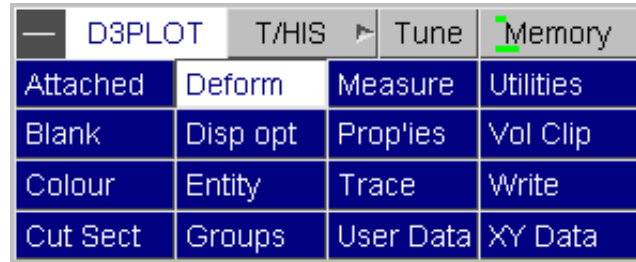 D3PLOT T/HIS Tune Memory
Attached Deform Measure Utilities
Blank Disp opt Prop'ies Vol Clip
Colour Entity Trace Write
Cut Sect Groups User Data XY Data